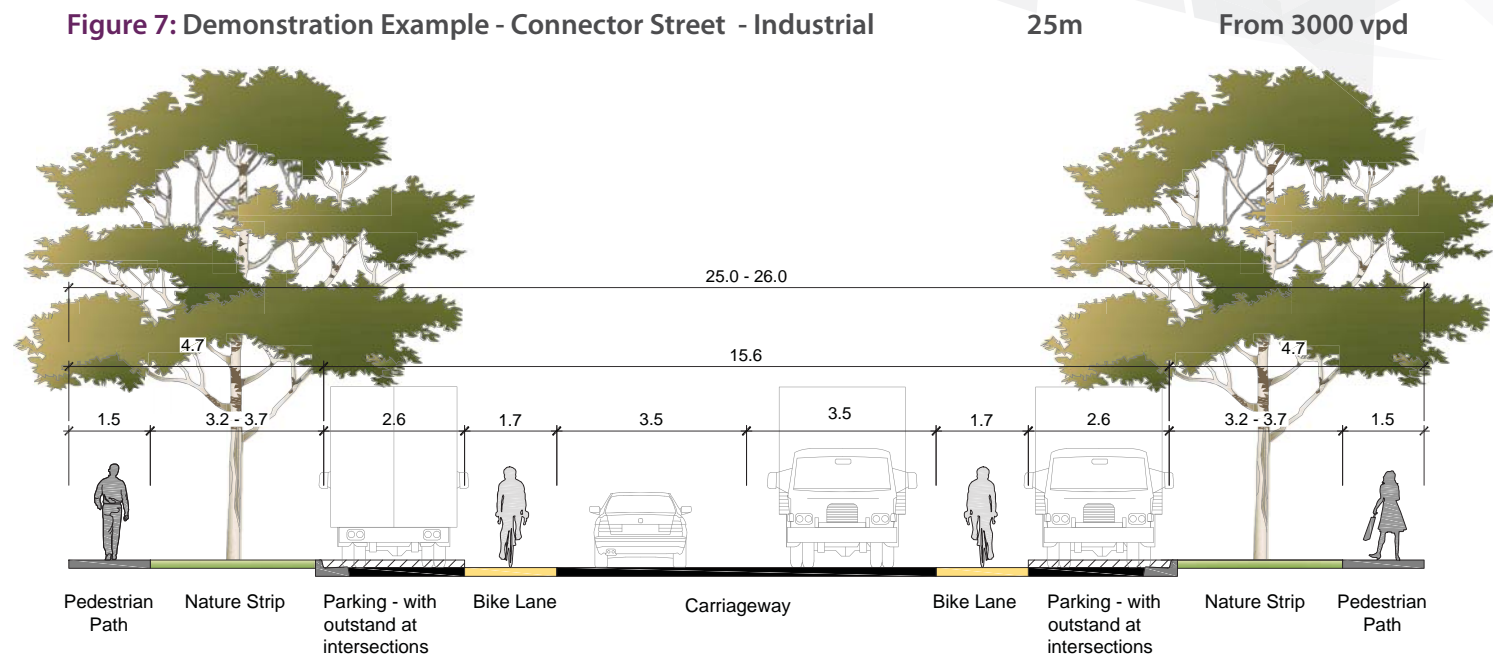 Figure 7: Demonstration Example - Connector Street - Industrial 25m From 3000 vpd
25.0 - 26.0
4.7 15.6 4.7
1.5 3.2 - 3.7 2.6 1.7 3.5 3.5 1.7 2.6 3.2 - 3.7 1.5
Pedestrian
Path
Nature Strip
Parking - with
outstand at
intersections
Bike Lane
Carriageway
Bike Lane
Parking - with
outstand at
intersections
Nature Strip
Pedestrian
Path